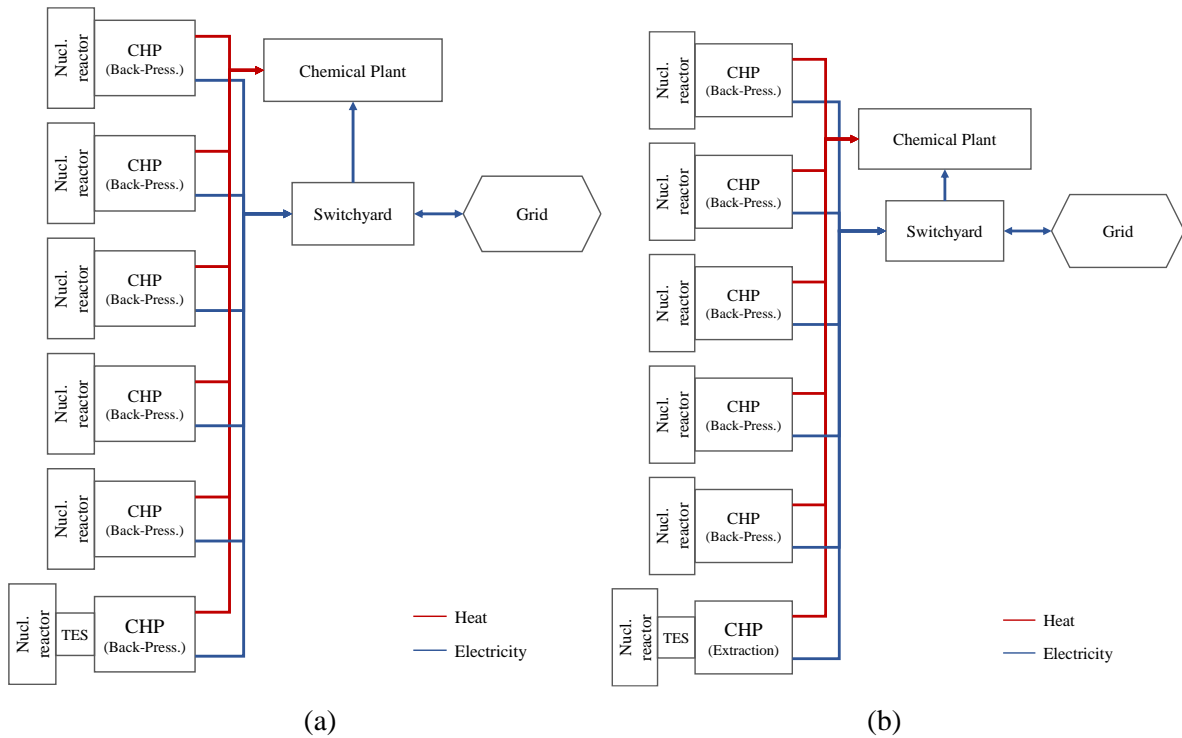 Nucl.
reactor
CHP
(Back-Press.)
Chemical Plant
Nucl.
reactor
CHP
(Back-Press.)
Switchyard
Grid
Nucl.
reactor
CHP
(Back-Press.)
Nucl.
reactor
CHP
(Back-Press.)
Nucl.
reactor
CHP
(Back-Press.)
Nucl.
reactor
TES
CHP
(Back-Press.)
Heat
Electricity
(a)
Nucl.
reactor
CHP
(Back-Press.)
Chemical Plant
Nucl.
reactor
CHP
(Back-Press.)
Switchyard
Grid
Nucl.
reactor
CHP
(Back-Press.)
Nucl.
reactor
CHP
(Back-Press.)
Nucl.
reactor
CHP
(Back-Press.)
Nucl.
reactor
TES
CHP
(Extraction)
Heat
Electricity
(b)